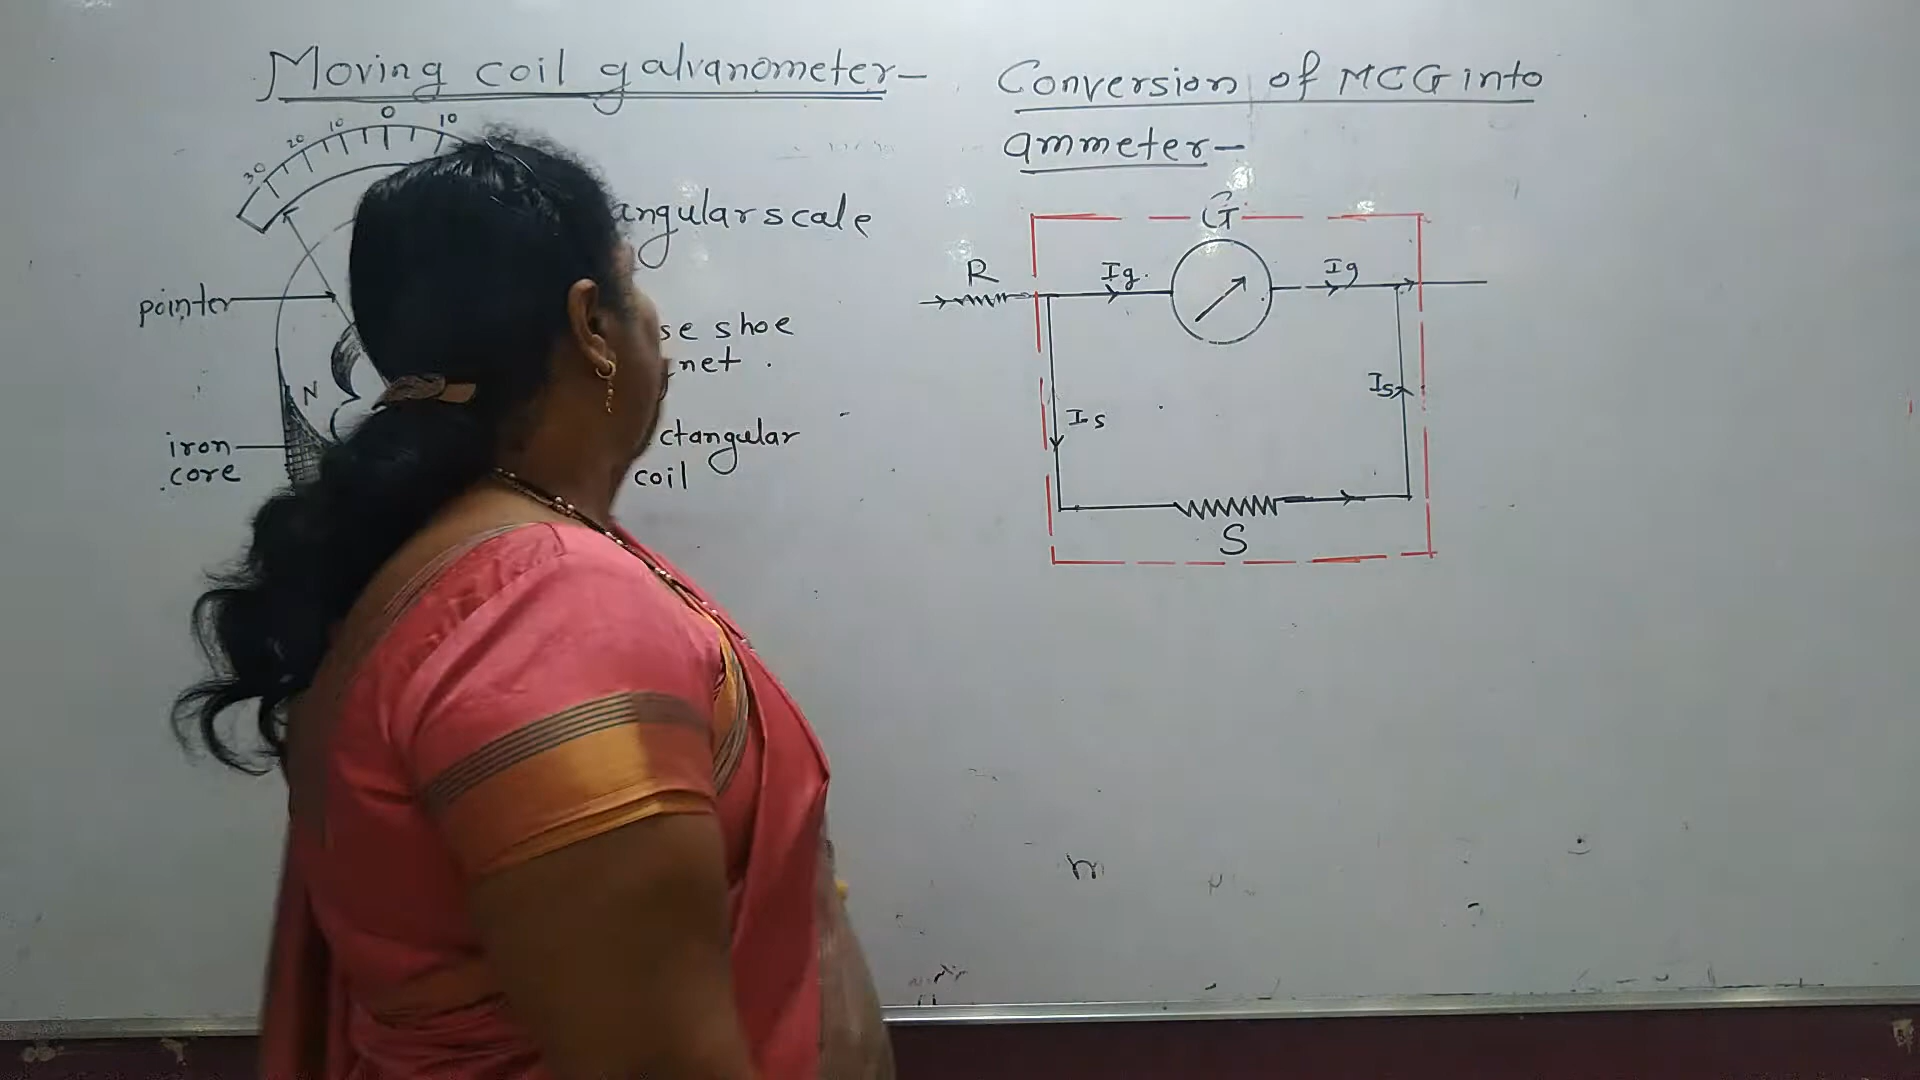 Moving coil galvanometer-
30 20 10 0 10
angular scale
pointer
se shoe
net.
N
iron
core
ctangular
coil
Conversion of MCG into
ammeter-
G
R
Ig.
Ig
Is
Is
S